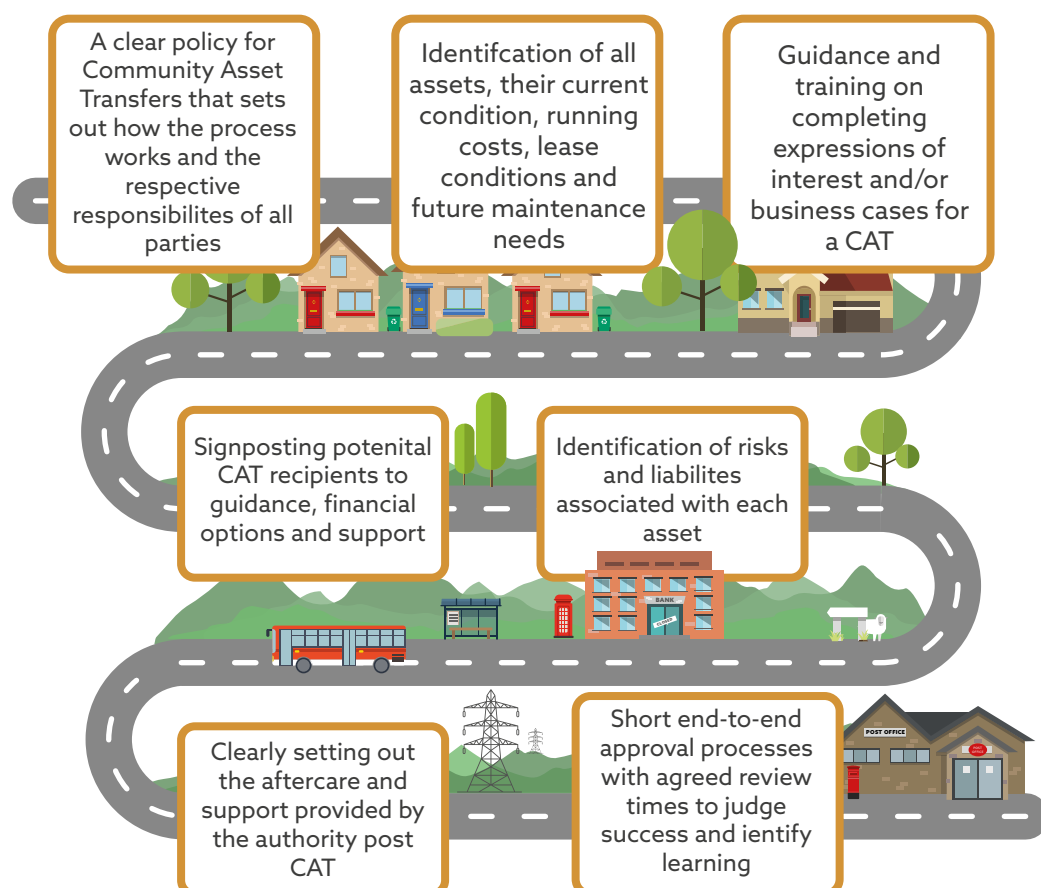 A clear policy for
Community Asset
Transfers that sets
out how the process
works and the
respective
responsibilites of all
parties
Identifcation of all
assets, their current
condition, running
costs, lease
conditions and
future maintenance
needs
Guidance and
training on
completing
expressions of
interest and/or
business cases for
a CAT
Signposting potenital
CAT recipients to
guidance, financial
options and support
Identification of risks
and liabilites
associated with each
asset
BANK
CLOSED
Clearly setting out
the aftercare and
support provided by
the authority post
CAT
Short end-to-end
approval processes
with agreed review
times to judge
success and ientify
learning
POST OFFICE
POST
OFFICE